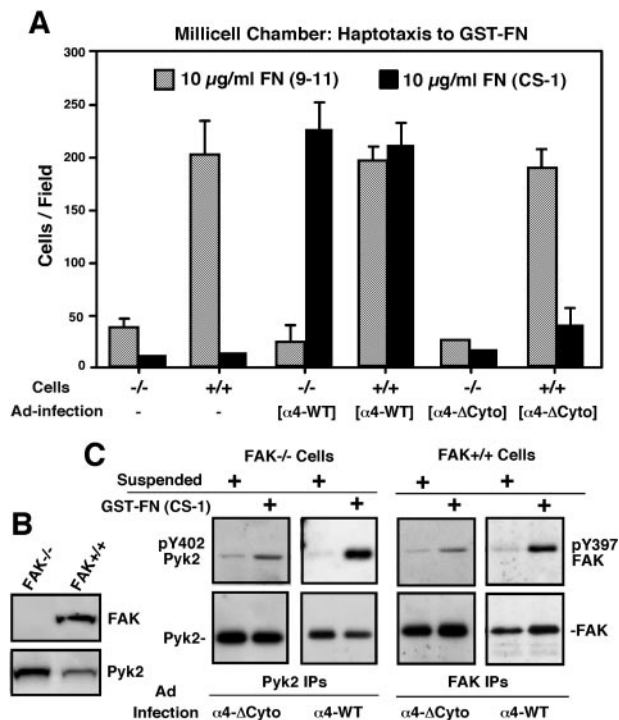 A
Millicell Chamber: Haptotaxis to GST-FN
10 µg/ml FN (9-11)
10 µg/ml FN (CS-1)
Cells / Field
300
250
200
150
100
50
0
Cells -/- +/+ -/- +/+ -/- +/+
Ad-infection - - [α4-WT] [α4-WT] [α4-ΔCyto] [α4-ΔCyto]
B
FAK-/- FAK+/+
FAK
Pyk2
C
FAK-/- Cells FAK+/+ Cells
Suspended + + + +
GST-FN (CS-1) + + + +
pY402
Pyk2
pY397
FAK
Pyk2-
-FAK
Pyk2 IPs FAK IPs
Ad
Infection α4-ΔCyto α4-WT α4-ΔCyto α4-WT